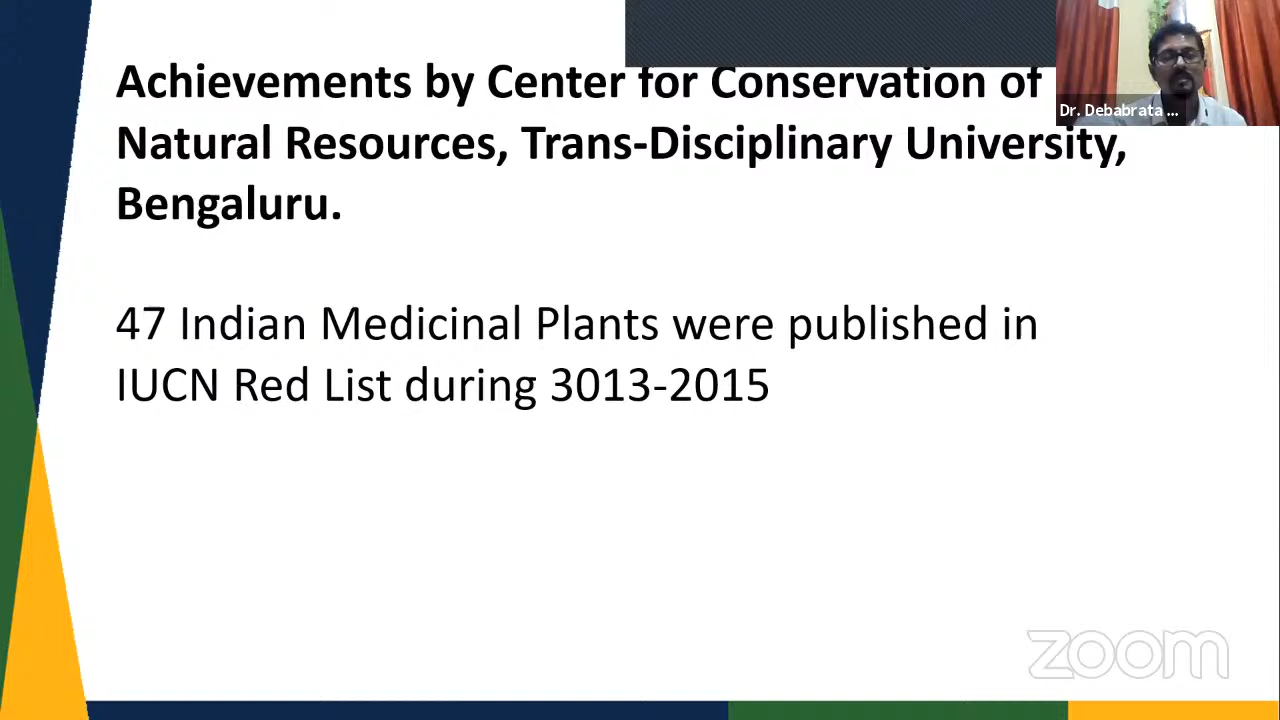 Achievements by Center for Conservation of
Natural Resources, Trans-Disciplinary University,
Bengaluru.
47 Indian Medicinal Plants were published in
IUCN Red List during 3013-2015
Dr. Debabrata ...
zoom